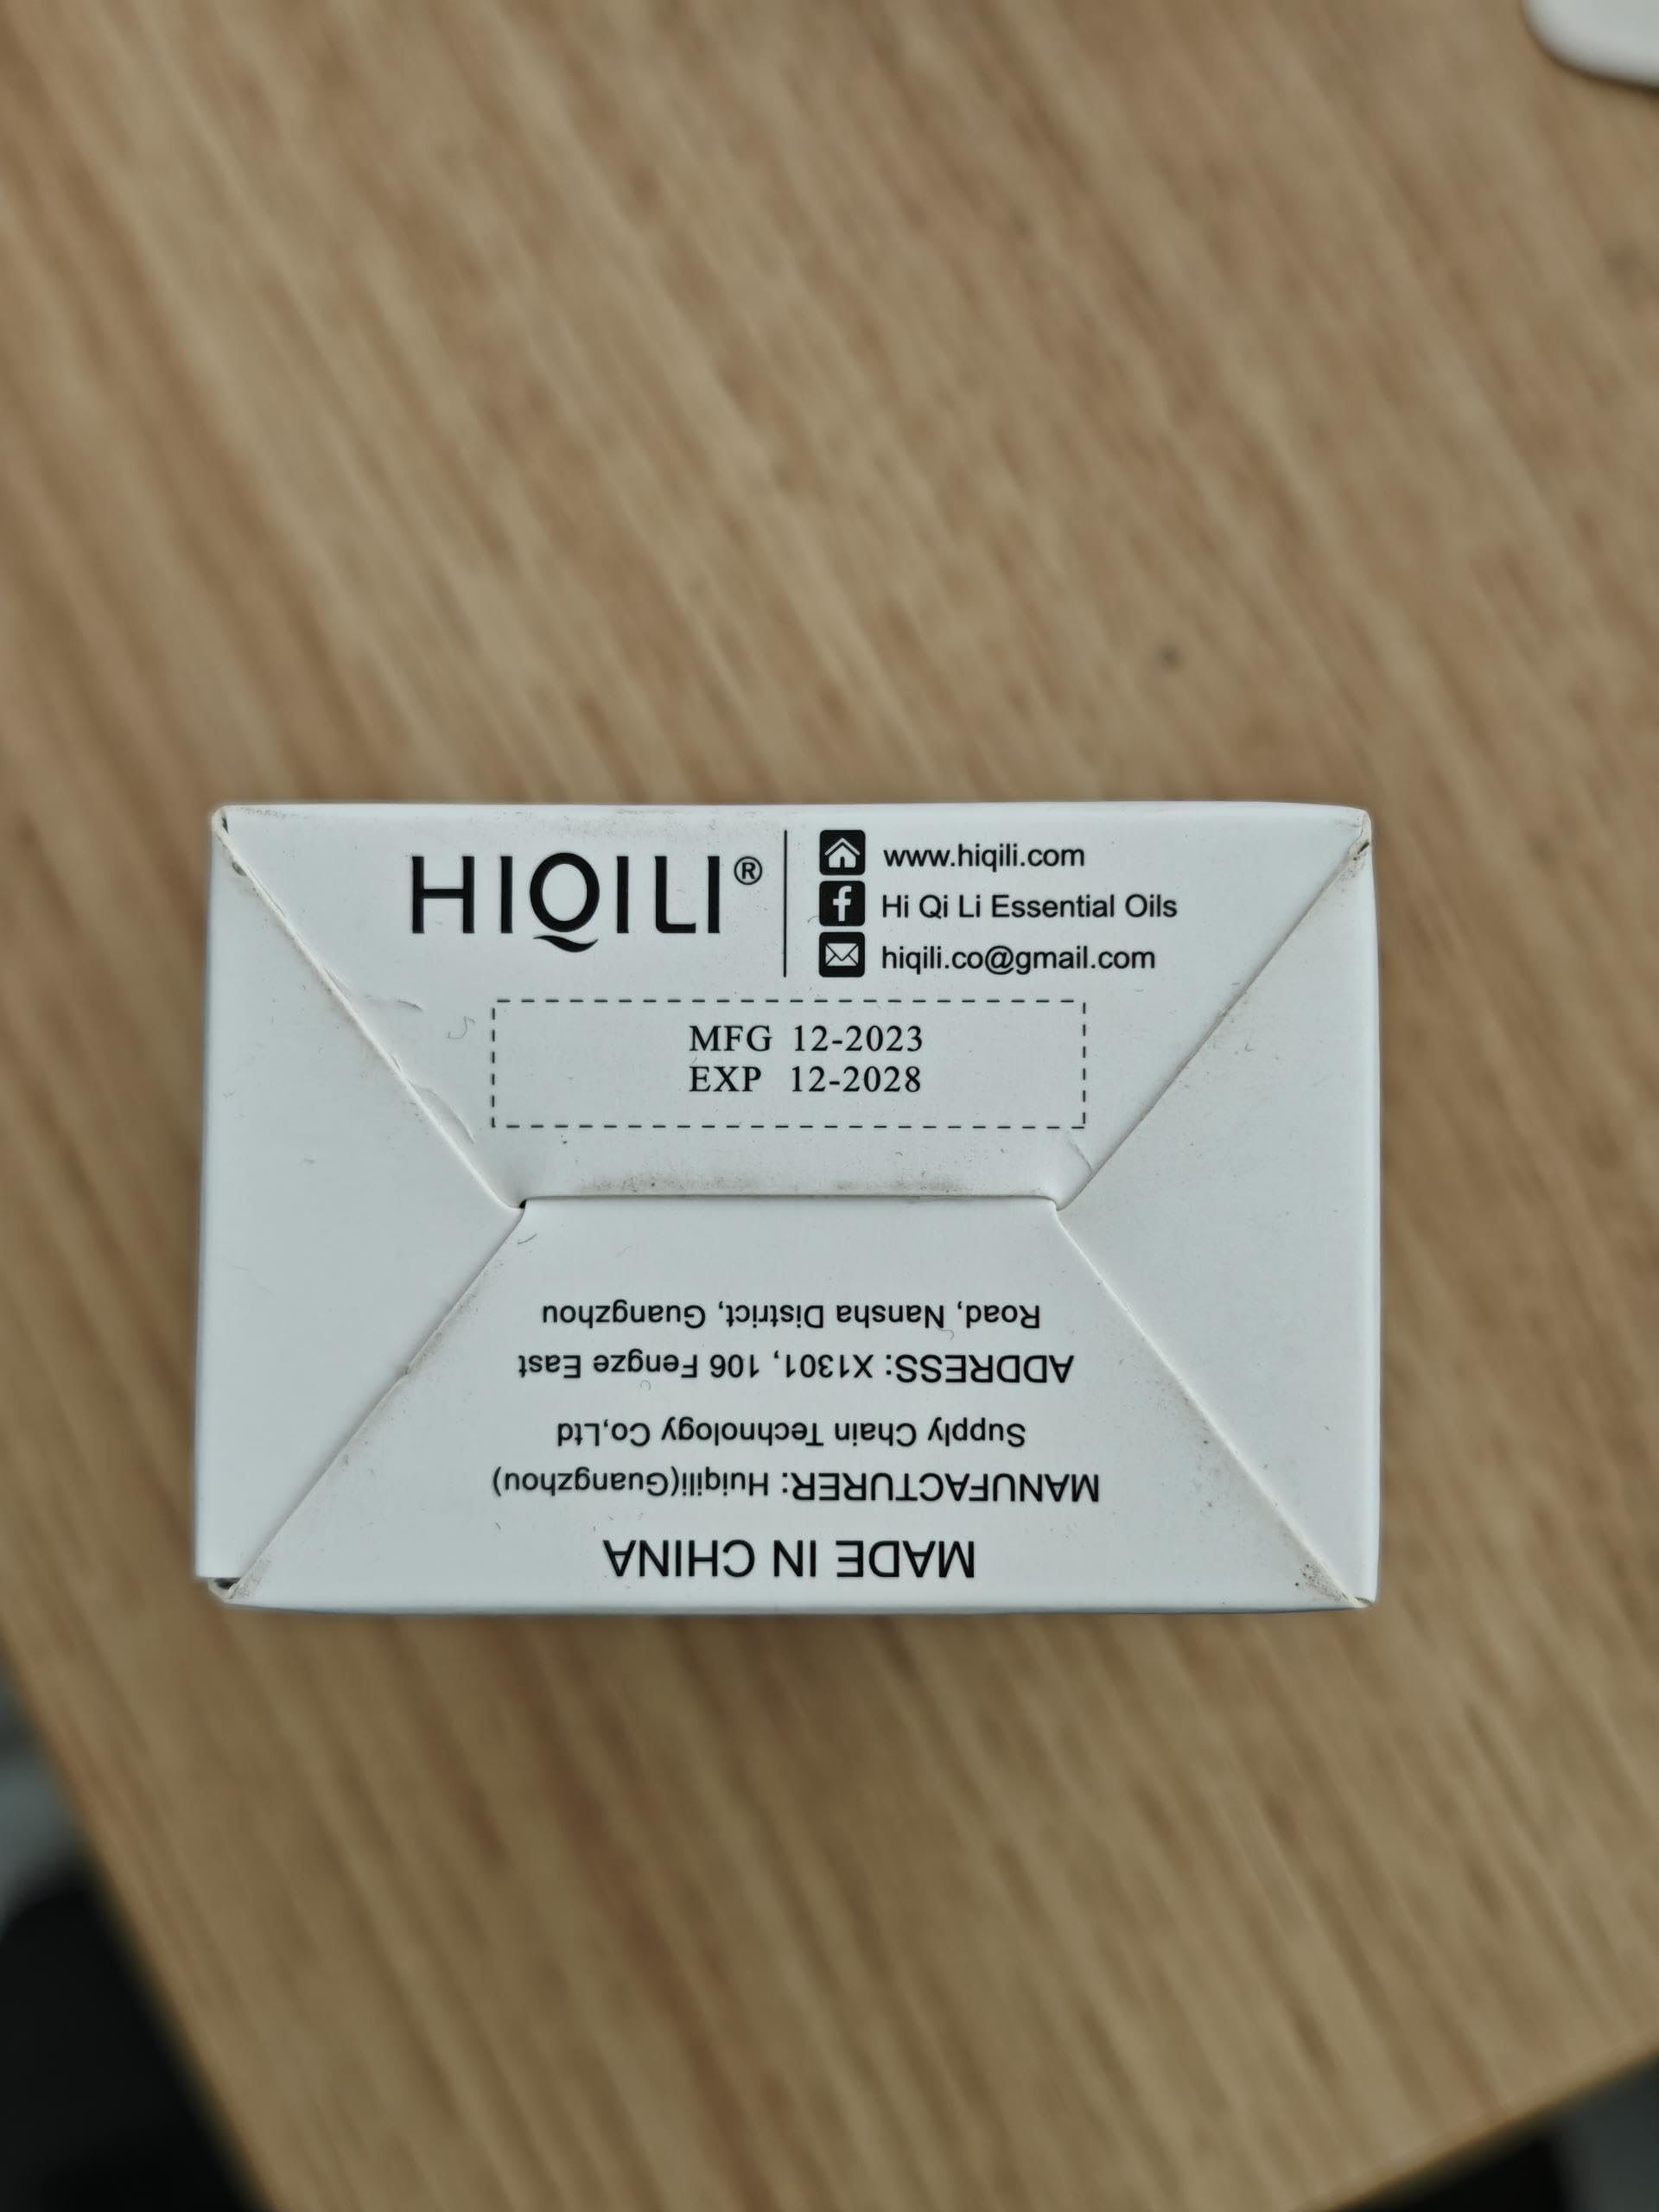 HIQILI®
www.hiqili.com
Hi Qi Li Essential Oils
hiqili.co@gmail.com
MFG 12-2023
EXP 12-2028
MADE IN CHINA
MANUFACTURER: Huiqili(Guangzhou)
Supply Chain Technology Co,Ltd
ADDRESS: X1301, 106 Fengze East
Road, Nansha District, Guangzhou